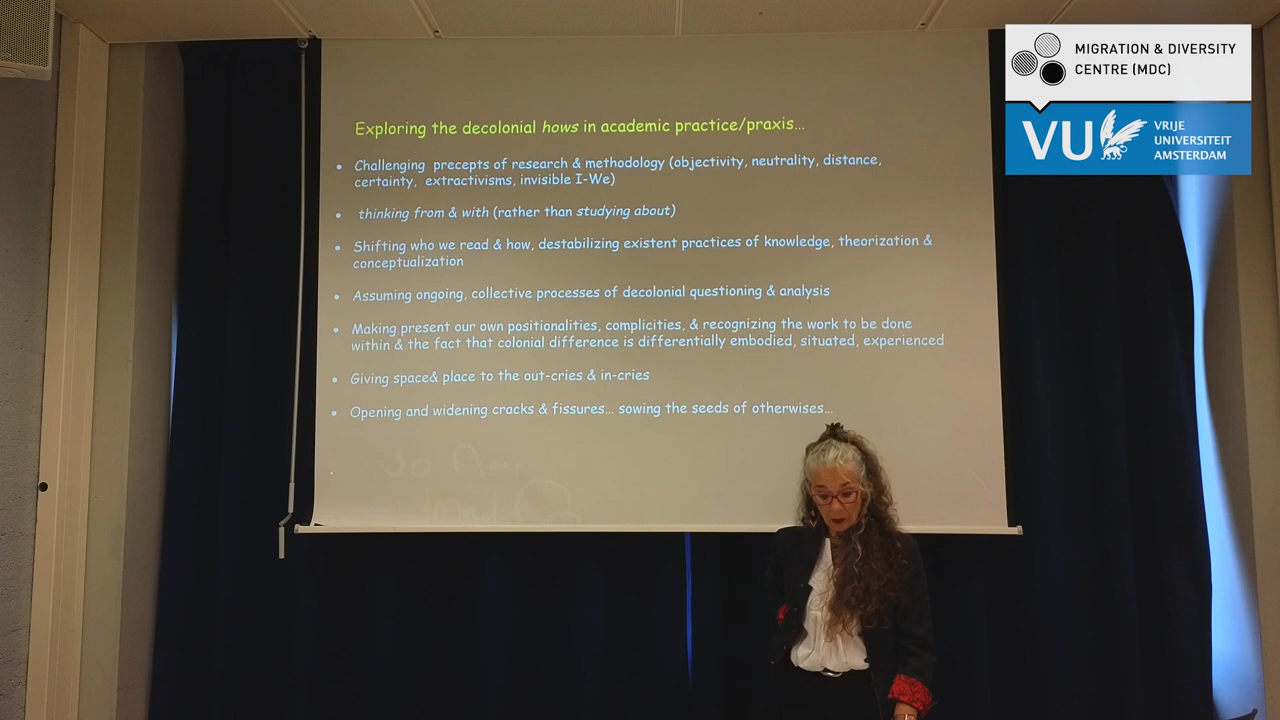 MIGRATION & DIVERSITY
CENTRE (MDC)
VU
VRIJE
UNIVERSITEIT
AMSTERDAM
Exploring the decolonial hows in academic practice/praxis…
• Challenging precepts of research & methodology (objectivity, neutrality, distance,
certainty, extractivisms, invisible I-We)
• thinking from & with (rather than studying about)
• Shifting who we read & how, destabilizing existent practices of knowledge, theorization &
conceptualization
• Assuming ongoing, collective processes of decolonial questioning & analysis
• Making present our own positionalities, complicities, & recognizing the work to be done
within & the fact that colonial difference is differentially embodied, situated, experienced
• Giving space& place to the out-cries & in-cries
• Opening and widening cracks & fissures… sowing the seeds of otherwises…
so